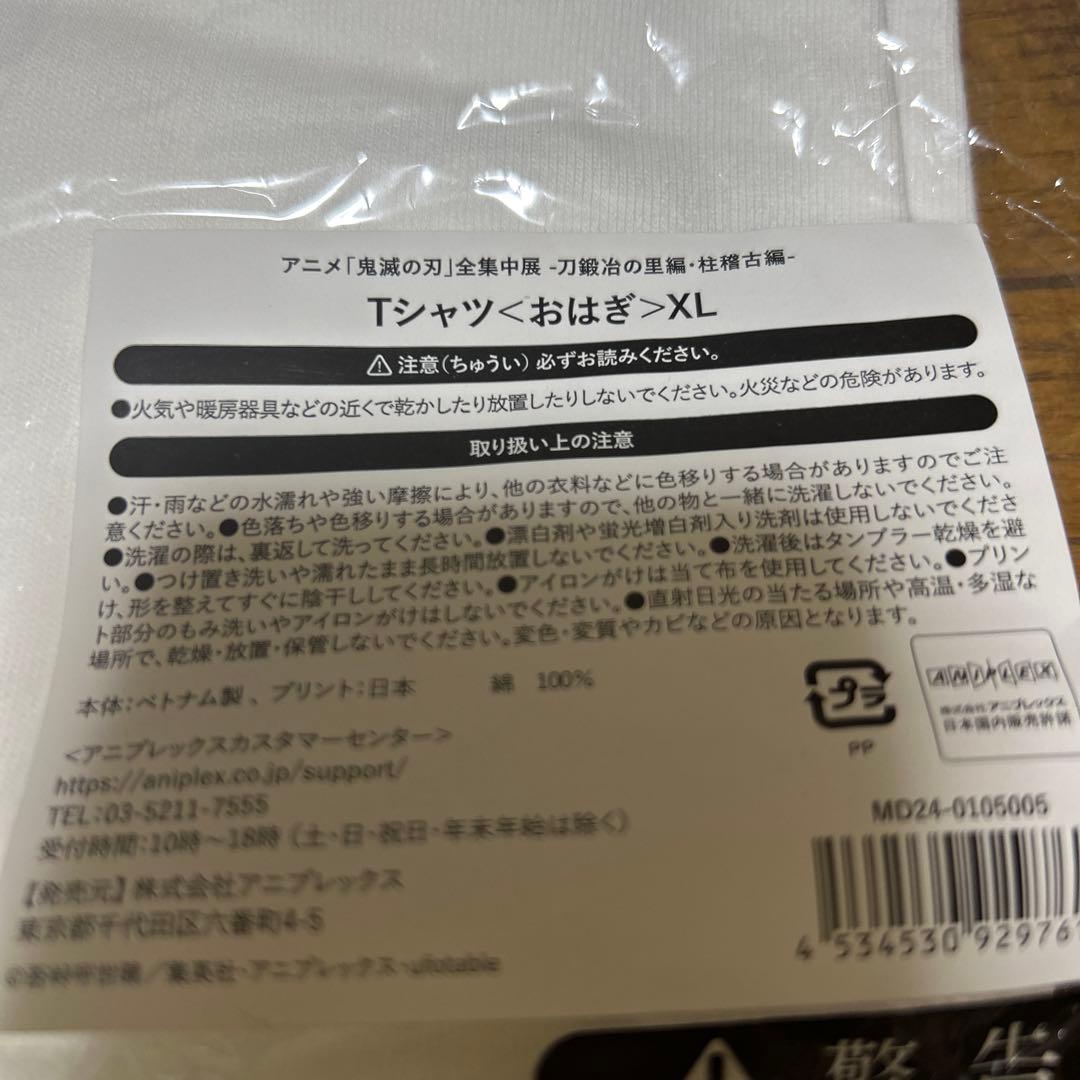 アニメ「鬼滅の刃」全集中展 -刀鍛冶の里編・柱稽古編-
Tシャツ<おはぎ>XL
⚠注意(ちゅうい)必ずお読みください。
●火気や暖房器具などの近くで乾かしたり放置したりしないでください。火災などの危険があります。
取り扱い上の注意
●汗・雨などの水濡れや強い摩擦により、他の衣料などに色移りする場合がありますのでご注
意ください。●色落ちや色移りする場合がありますので、他の物と一緒に洗濯しないでください。
●洗濯の際は、裏返して洗ってください。●漂白剤や蛍光増白剤入り洗剤は使用しないでくださ
い。●つけ置き洗いや濡れたまま長時間放置しないでください。●洗濯後はタンブラー乾燥を避
け、形を整えてすぐに陰干ししてください。●アイロンがけは当て布を使用してください。●プリン
ト部分のもみ洗いやアイロンがけはしないでください。●直射日光の当たる場所や高温・多湿な
場所で、乾燥・放置・保管しないでください。変色・変質やカビなどの原因となります。
本体:ベトナム製、プリント:日本 綿 100%
プラ
PP
ANIPLEX
株式会社アニプレックス
日本国内販売許諾
<アニプレックスカスタマーセンター>
https://aniplex.co.jp/support/
TEL:03-5211-7555
受付時間:10時〜18時(土・日・祝日・年末年始は除く)
【発売元】株式会社アニプレックス
東京都千代田区六番町4-5
©吾峠呼世晴/集英社・アニプレックス・ufotable
MD24-0105005
4 534530 92976
警告